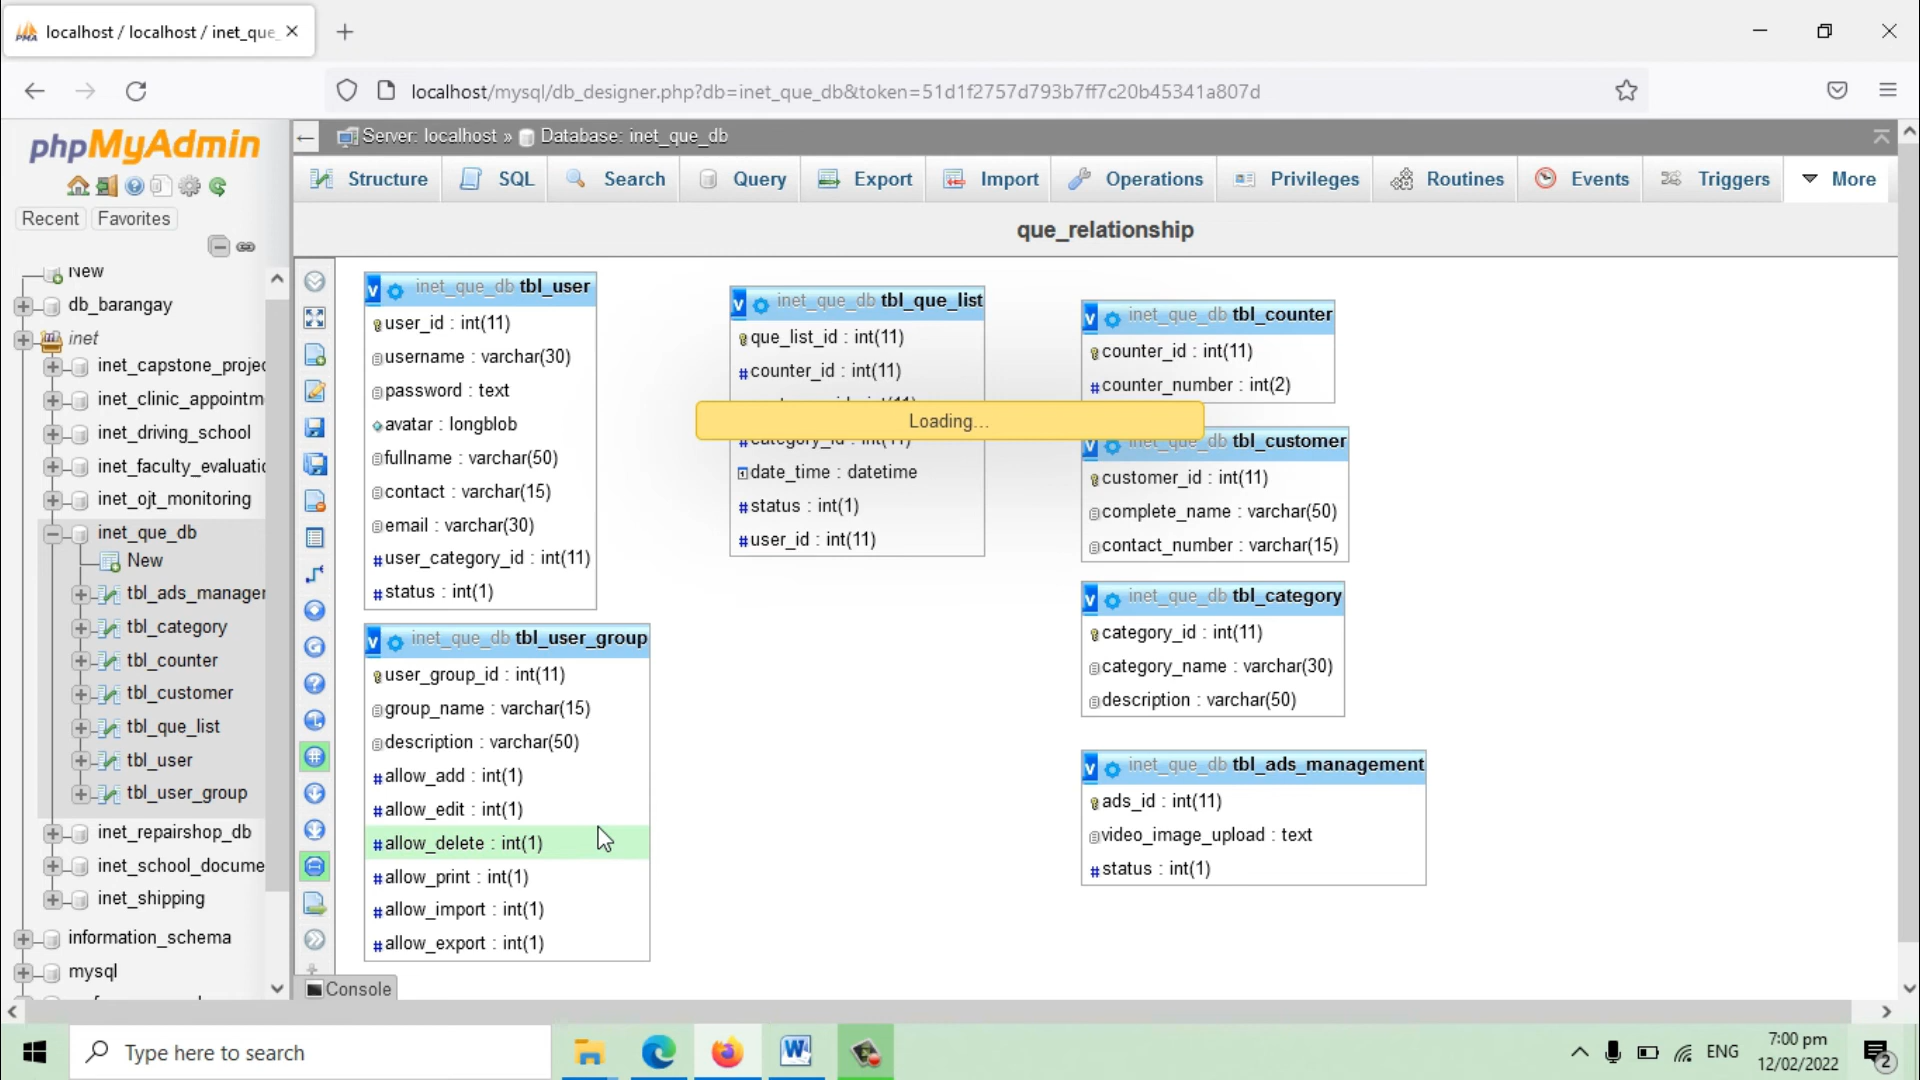 localhost / localhost / inet_que_
localhost/mysql/db_designer.php?db=inet_que_db&token=51d1f2757d793b7ff7c20b45341a807d
phpMyAdmin
Recent
Favorites
New
db_barangay
inet
inet_capstone_projec
inet_clinic_appointm
inet_driving_school
inet_faculty_evaluatio
inet_ojt_monitoring
inet_que_db
New
tbl_ads_manager
tbl_category
tbl_counter
tbl_customer
tbl_que_list
tbl_user
tbl_user_group
inet_repairshop_db
inet_school_docume
inet_shipping
information_schema
mysql
Server: localhost » Database: inet_que_db
Structure
SQL
Search
Query
Export
Import
Operations
Privileges
Routines
Events
Triggers
More
que_relationship
inet_que_db tbl_user
user_id : int(11)
username : varchar(30)
password : text
avatar : longblob
fullname : varchar(50)
contact : varchar(15)
email : varchar(30)
user_category_id : int(11)
status : int(1)
inet_que_db tbl_user_group
user_group_id : int(11)
group_name : varchar(15)
description : varchar(50)
allow_add : int(1)
allow_edit : int(1)
allow_delete : int(1)
allow_print : int(1)
allow_import : int(1)
allow_export : int(1)
inet_que_db tbl_que_list
que_list_id : int(11)
counter_id : int(11)
Loading...
category_id : int(11)
date_time : datetime
status : int(1)
user_id : int(11)
inet_que_db tbl_counter
counter_id : int(11)
counter_number : int(2)
inet_que_db tbl_customer
customer_id : int(11)
complete_name : varchar(50)
contact_number : varchar(15)
inet_que_db tbl_category
category_id : int(11)
category_name : varchar(30)
description : varchar(50)
inet_que_db tbl_ads_management
ads_id : int(11)
video_image_upload : text
status : int(1)
Console
Type here to search
ENG
7:00 pm
12/02/2022
2